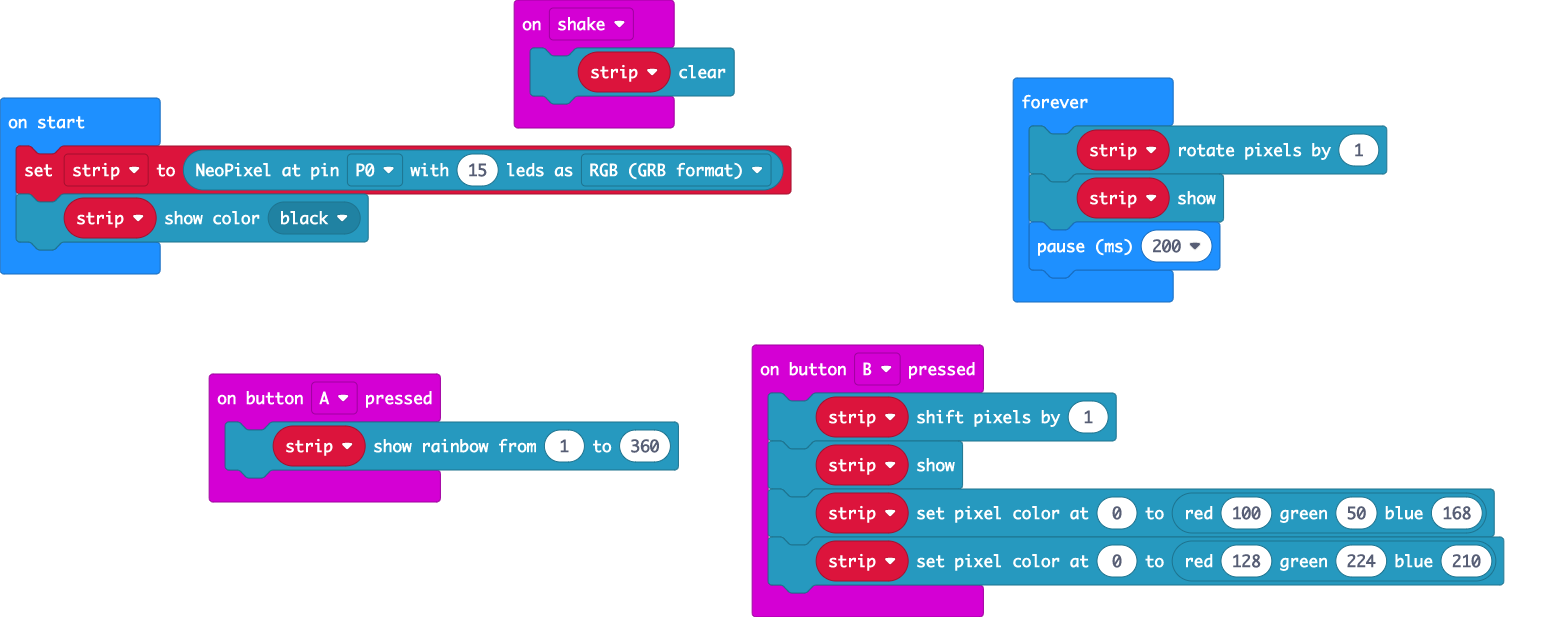 on shake
strip clear
on start
set strip to NeoPixel at pin P0 with 15 leds as RGB (GRB format)
strip show color black
forever
strip rotate pixels by 1
strip show
pause (ms) 200
on button A pressed
strip show rainbow from 1 to 360
on button B pressed
strip shift pixels by 1
strip show
strip set pixel color at 0 to red 100 green 50 blue 168
strip set pixel color at 0 to red 128 green 224 blue 210